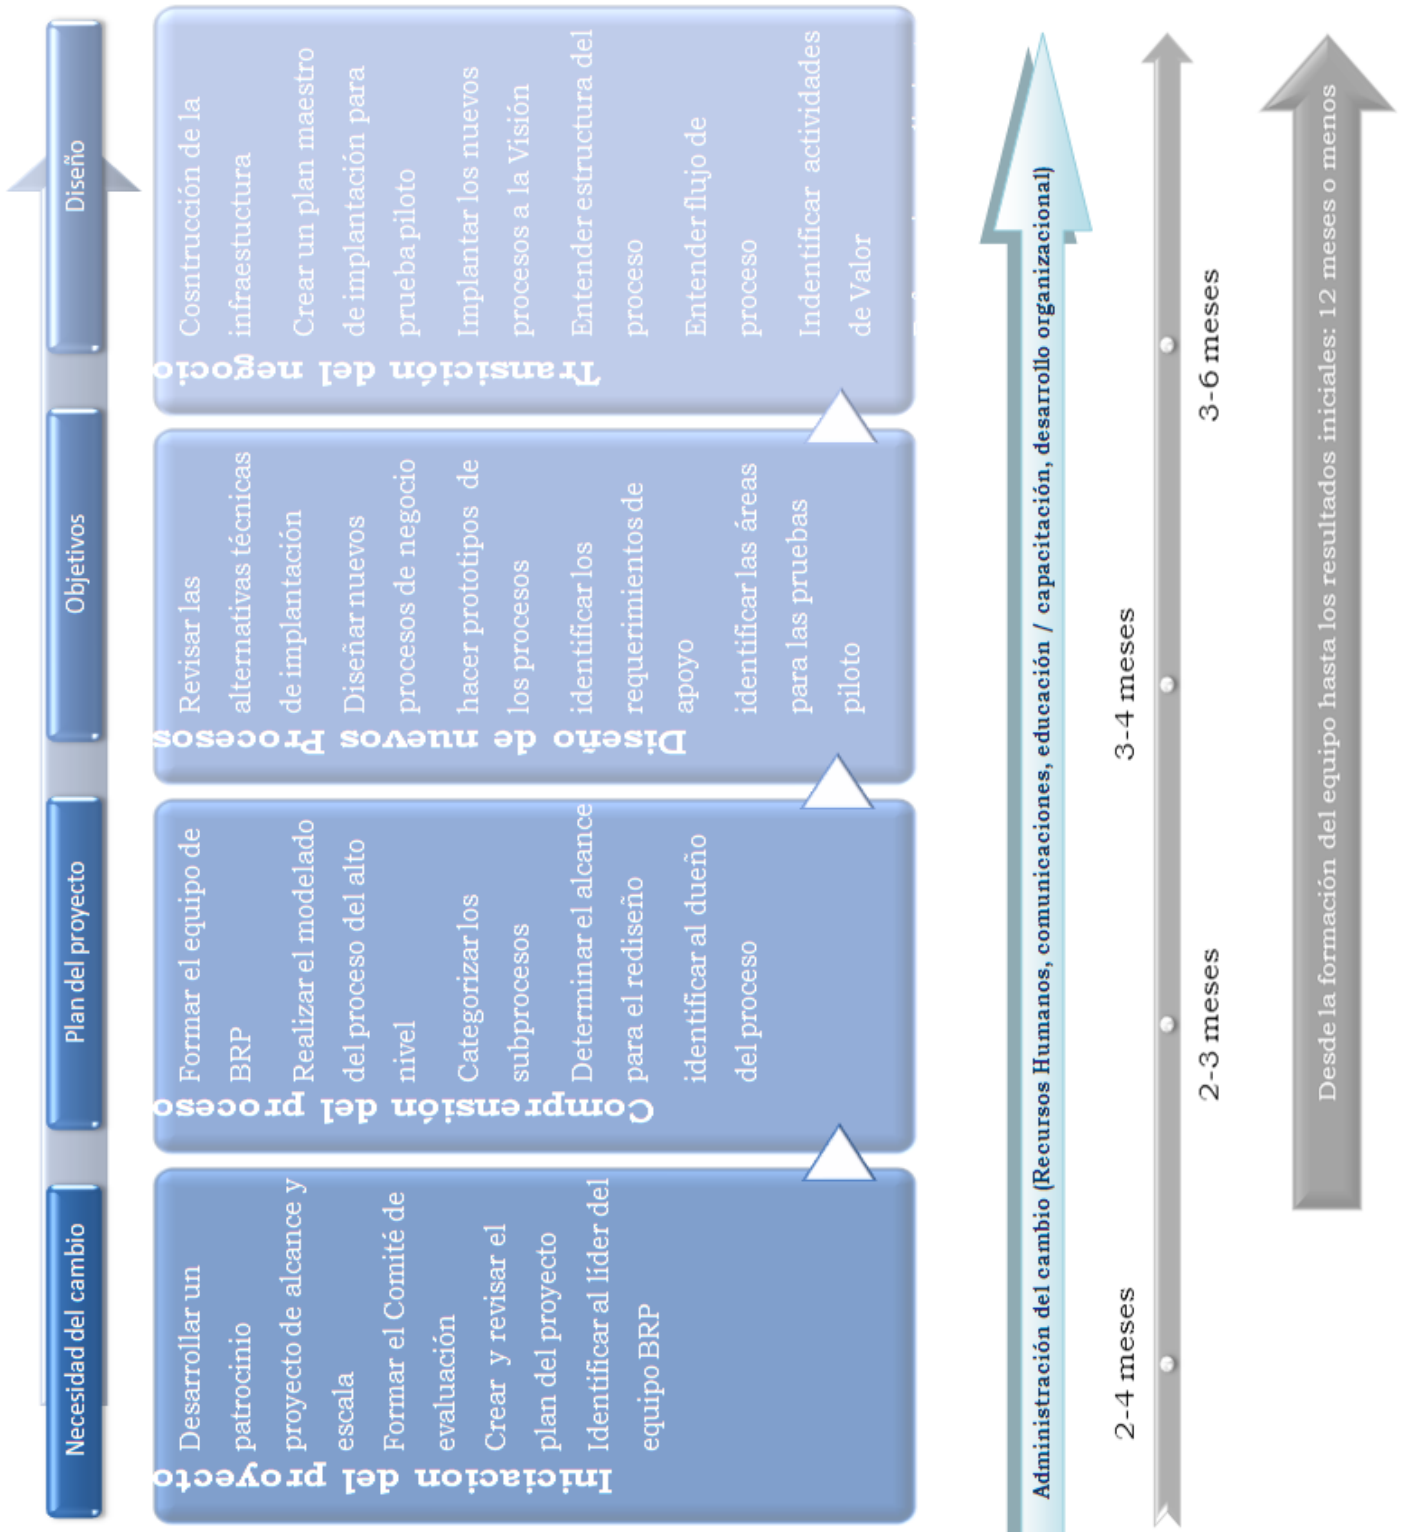 Necesidad del cambio
Plan del proyecto
Objetivos
Diseño
Iniciacion del proyecto
Desarrollar un
patrocinio
proyecto de alcance y
escala
Formar el Comité de
evaluación
Crear y revisar el
plan del proyecto
Identificar al líder del
equipo BRP
Comprensión del proceso
Formar el equipo de
BRP
Realizar el modelado
del proceso del alto
nivel
Categorizar los
subprocesos
Determinar el alcance
para el rediseño
identificar al dueño
del proceso
Diseño de nuevos Procesos
Revisar las
alternativas técnicas
de implantación
Diseñar nuevos
procesos de negocio
hacer prototipos de
los procesos
identificar los
requerimientos de
apoyo
identificar las áreas
para las pruebas
piloto
Transición del negocio
Cosntrucción de la
infraestuctura
Crear un plan maestro
de implantación para
prueba piloto
Implantar los nuevos
procesos a la Visión
Entender estructura del
proceso
Entender flujo de
proceso
Indentificar actividades
de Valor
Administración del cambio (Recursos Humanos, comunicaciones, educación / capacitación, desarrollo organizacional)
2-4 meses
2-3 meses
3-4 meses
3-6 meses
Desde la formación del equipo hasta los resultados iniciales: 12 meses o menos